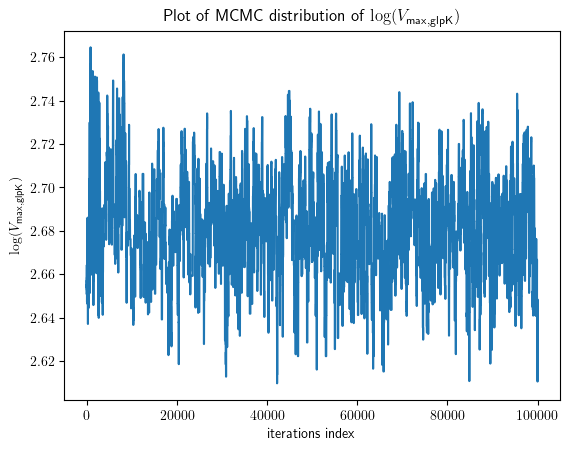 Plot of MCMC distribution of log(V_max,glpK)
log(V_max,glpK)
2.76
2.74
2.72
2.70
2.68
2.66
2.64
2.62
0 20000 40000 60000 80000 100000
iterations index